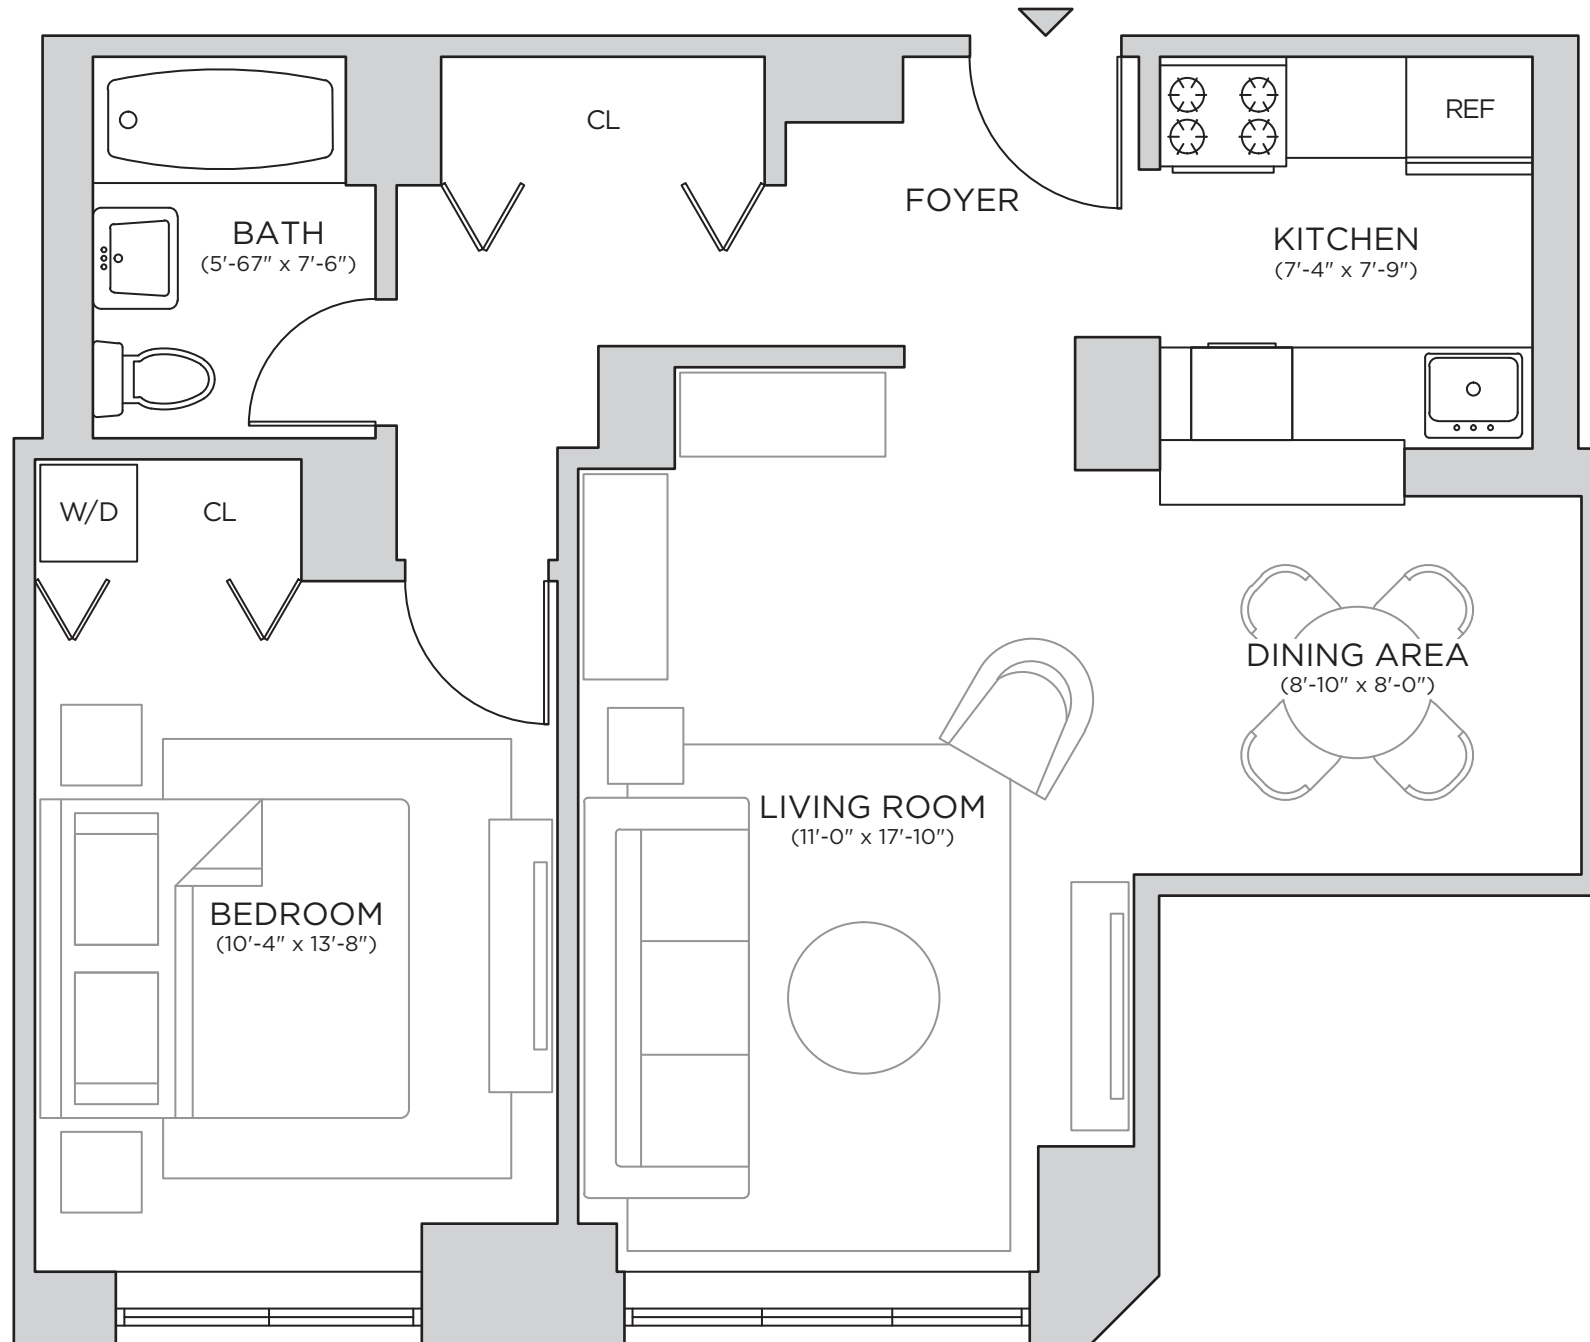 CL
REF
FOYER
BATH
(5'-67" x 7'-6")
KITCHEN
(7'-4" x 7'-9")
W/D
CL
DINING AREA
(8'-10" x 8'-0")
LIVING ROOM
(11'-0" x 17'-10")
BEDROOM
(10'-4" x 13'-8")